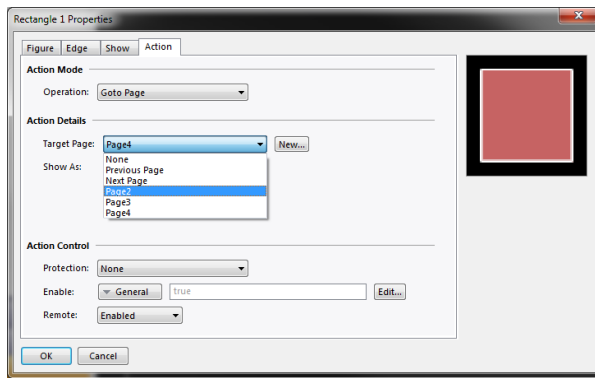 Rectangle 1 Properties
Figure Edge Show Action
Action Mode
Operation: Goto Page
Action Details
Target Page: Page4 New...
None
Show As:
Previous Page
Next Page
Page2
Page3
Page4
Action Control
Protection: None
Enable: General true Edit...
Remote: Enabled
OK Cancel